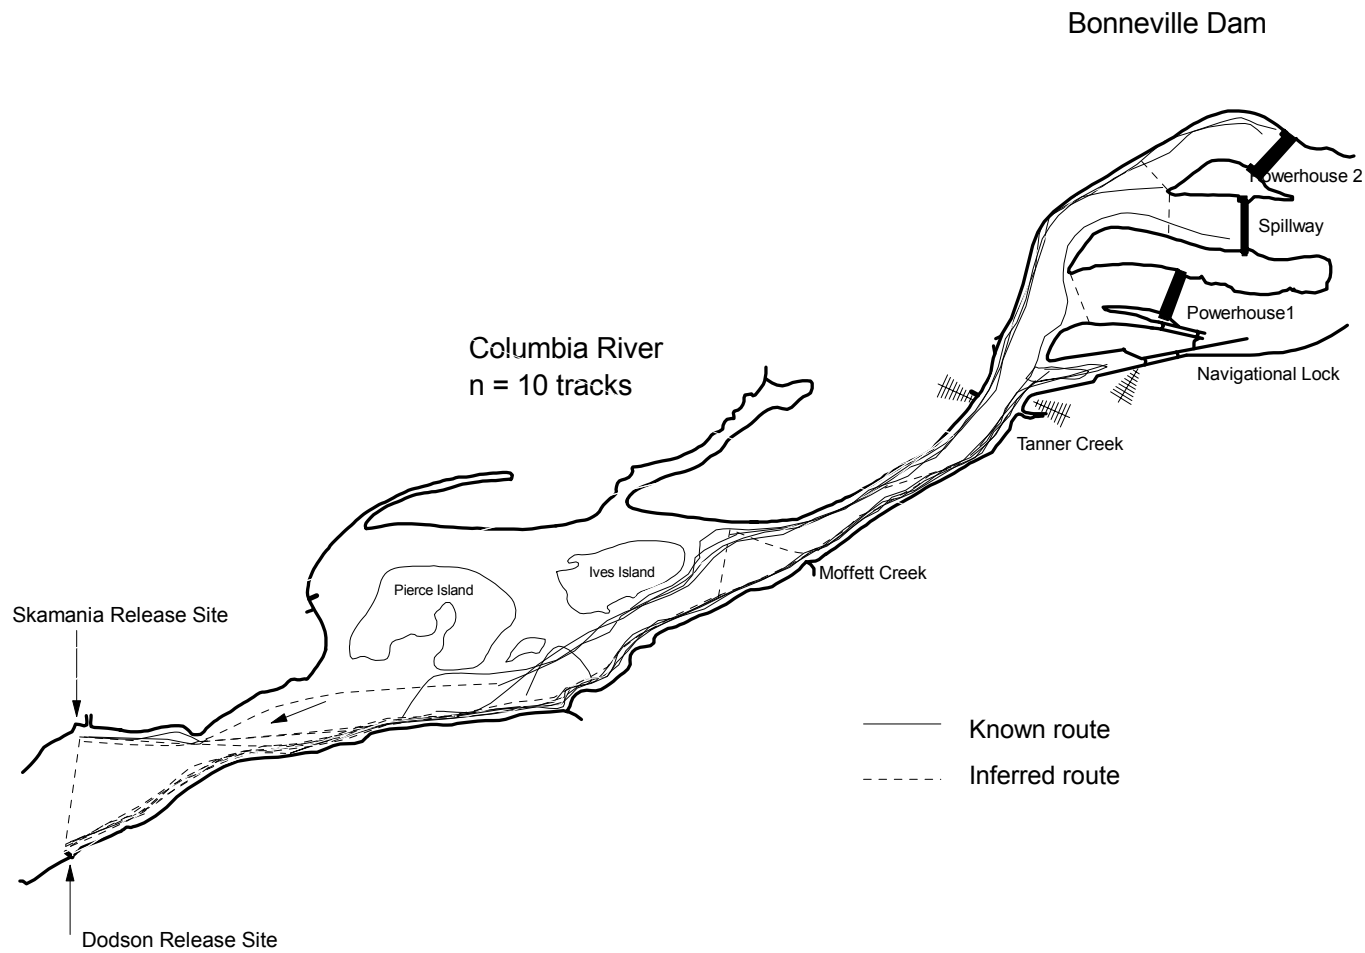 Bonneville Dam
Powerhouse 2
Spillway
Powerhouse1
Columbia River
n = 10 tracks
Navigational Lock
Tanner Creek
Ives Island
Moffett Creek
Pierce Island
Skamania Release Site
Known route
Inferred route
Dodson Release Site